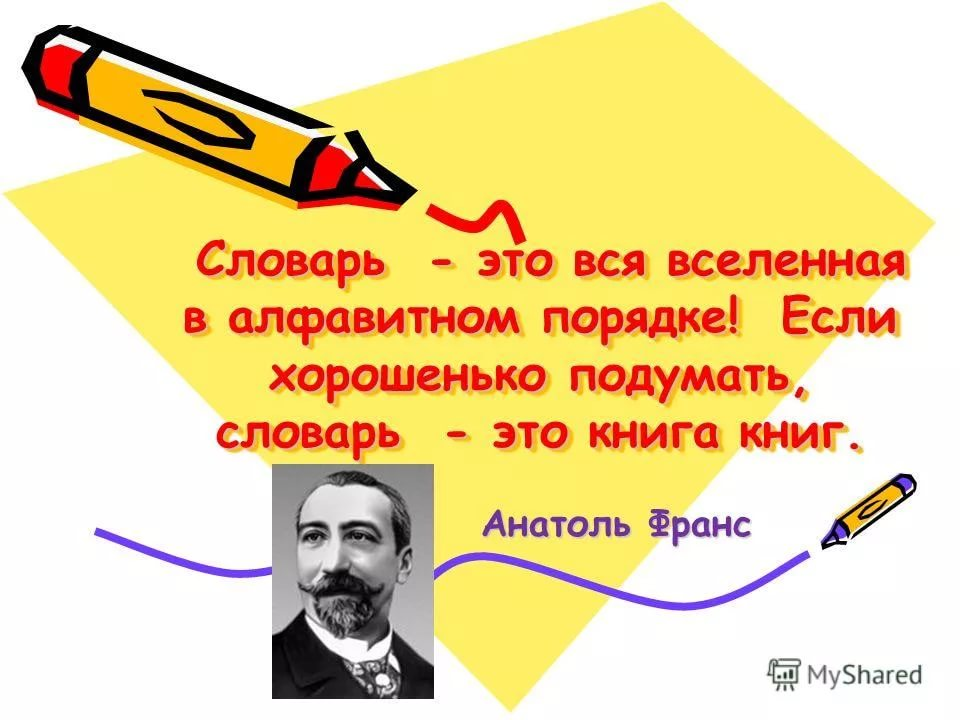 Словарь - это вся вселенная
в алфавитном порядке! Если
хорошенько подумать,
словарь - это книга книг.
Анатоль Франс
MyShared